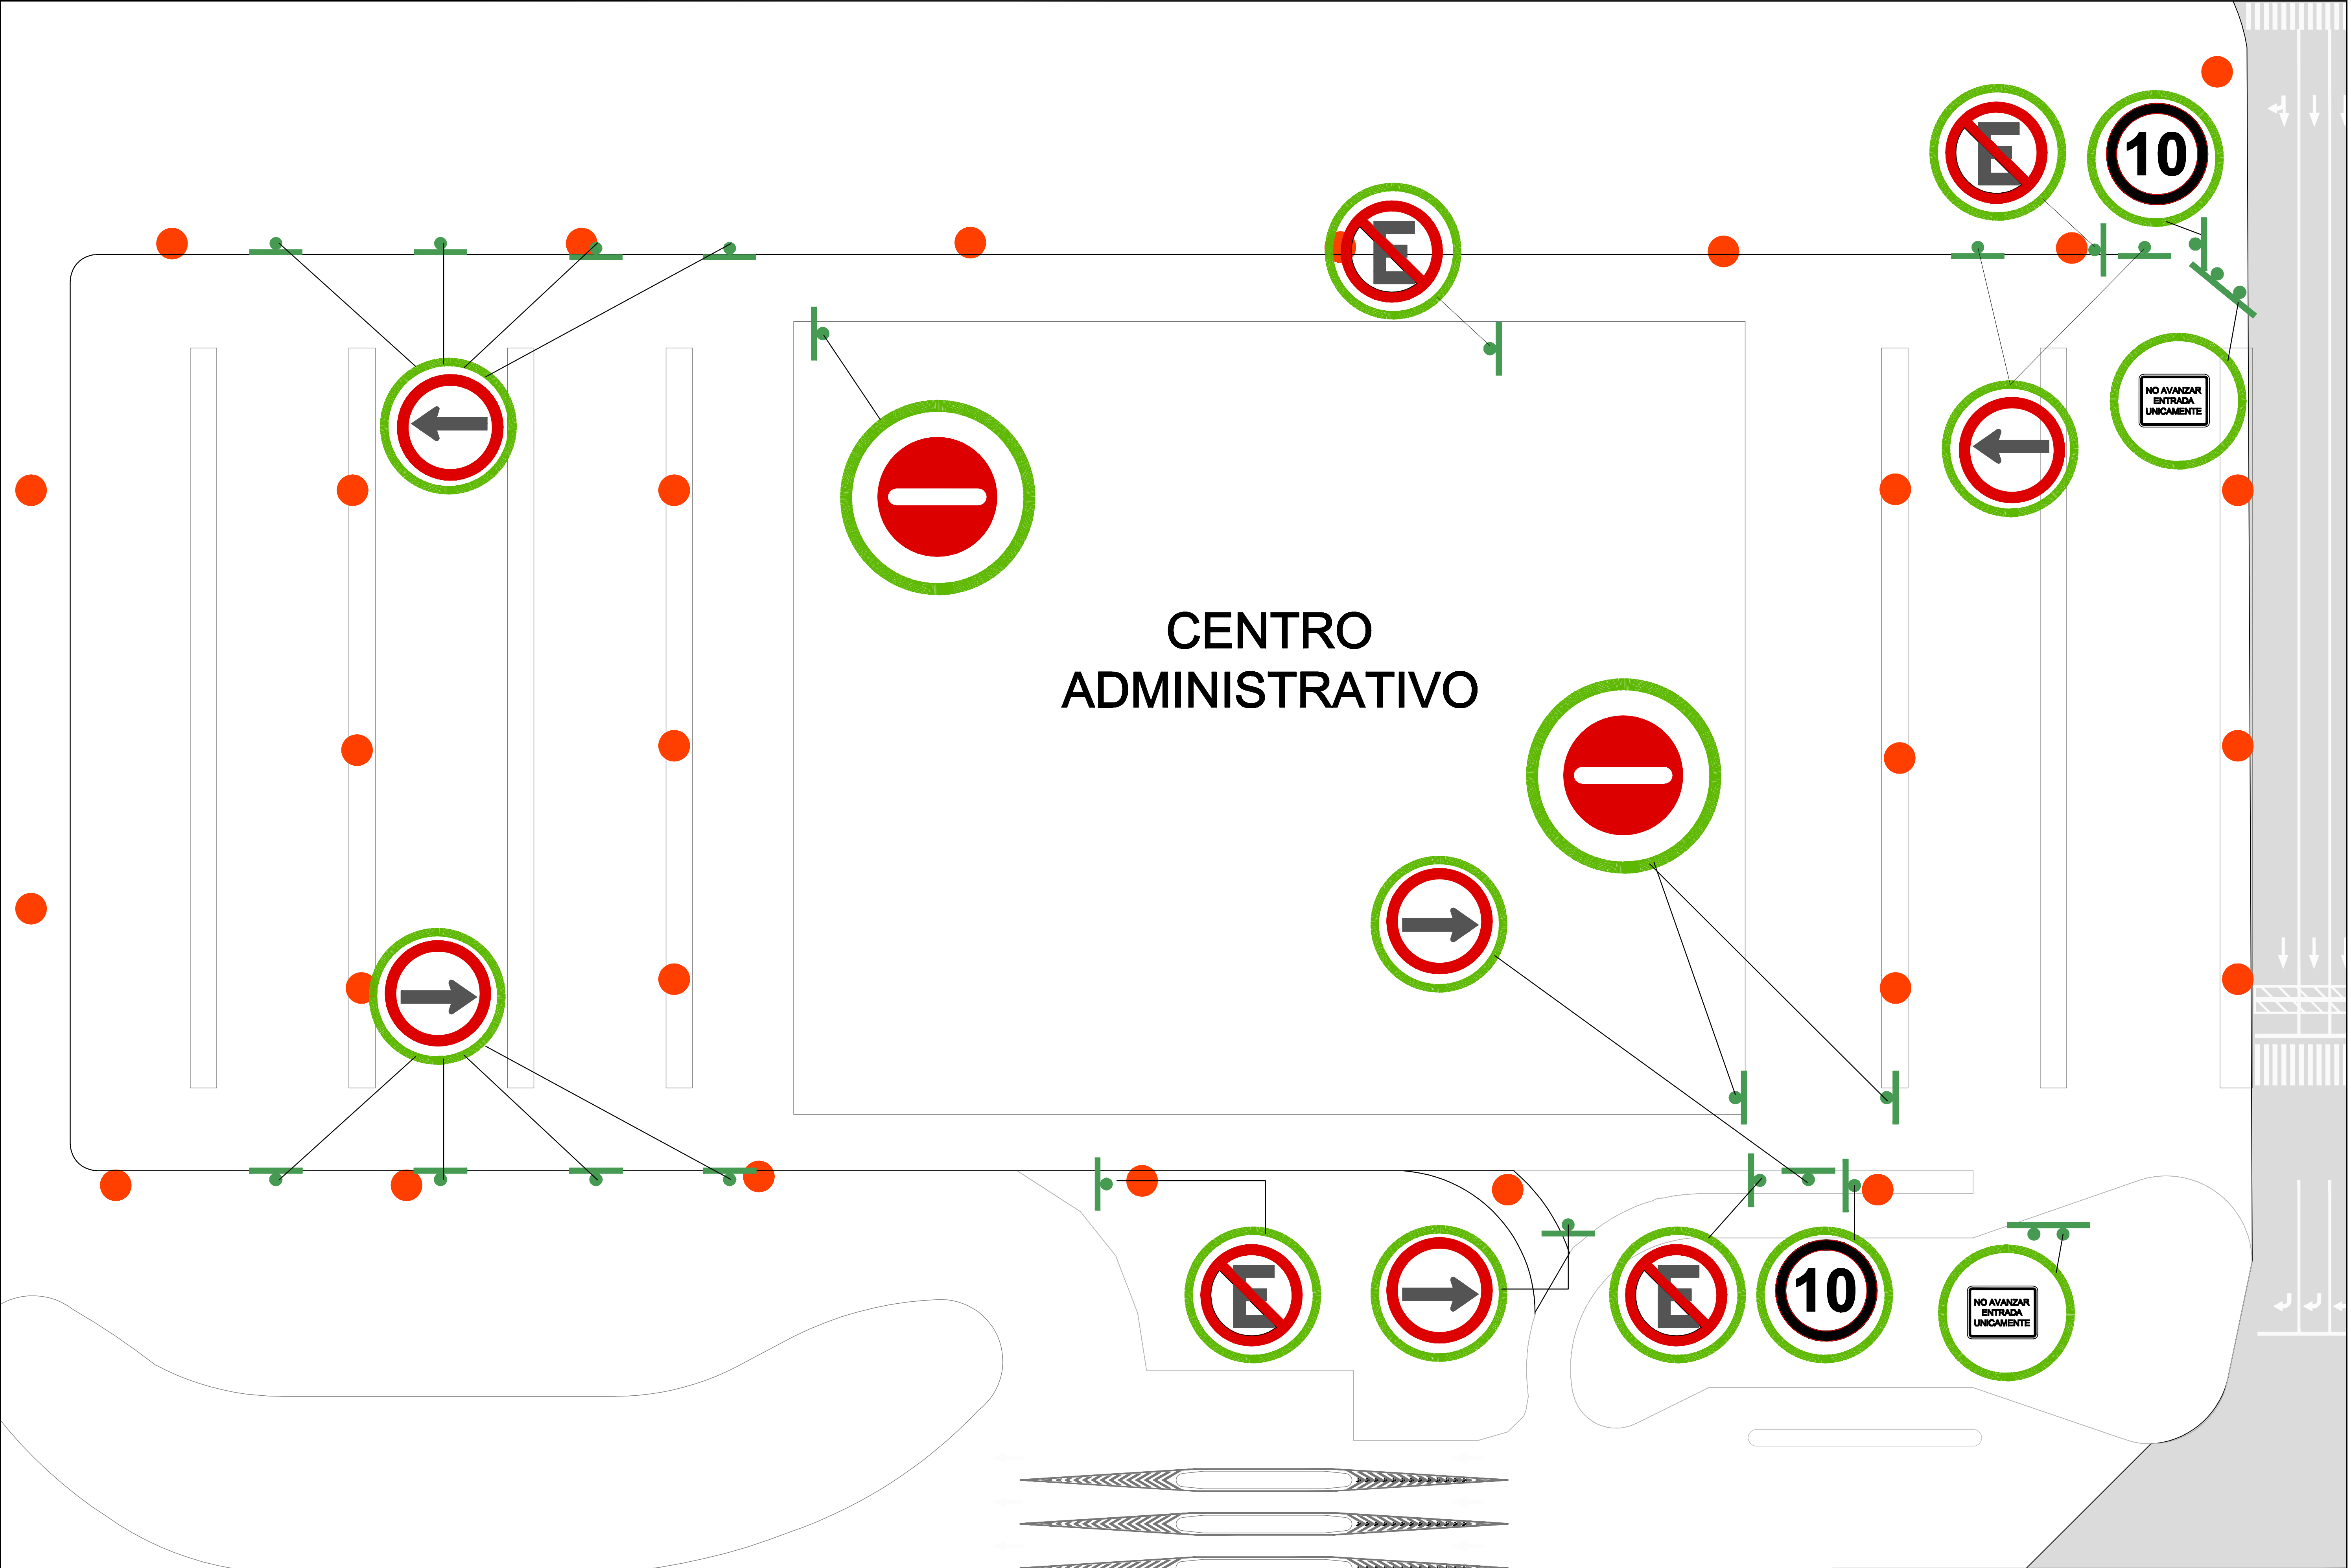 E
10
E
NO AVANZAR
ENTRADA
UNICAMENTE
CENTRO
ADMINISTRATIVO
E
E
10
NO AVANZAR
ENTRADA
UNICAMENTE